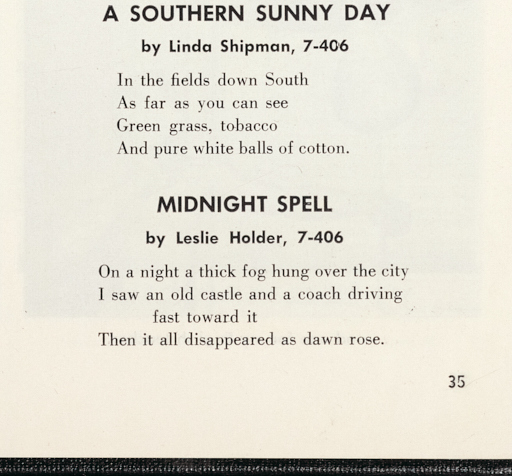 A SOUTHERN SUNNY DAY
by Linda Shipman, 7-406
In the fields down South
As far as you can see
Green grass, tobacco
And pure white balls of cotton.
MIDNIGHT SPELL
by Leslie Holder, 7-406
On a night a thick fog hung over the city
I saw an old castle and a coach driving
fast toward it
Then it all disappeared as dawn rose.
35